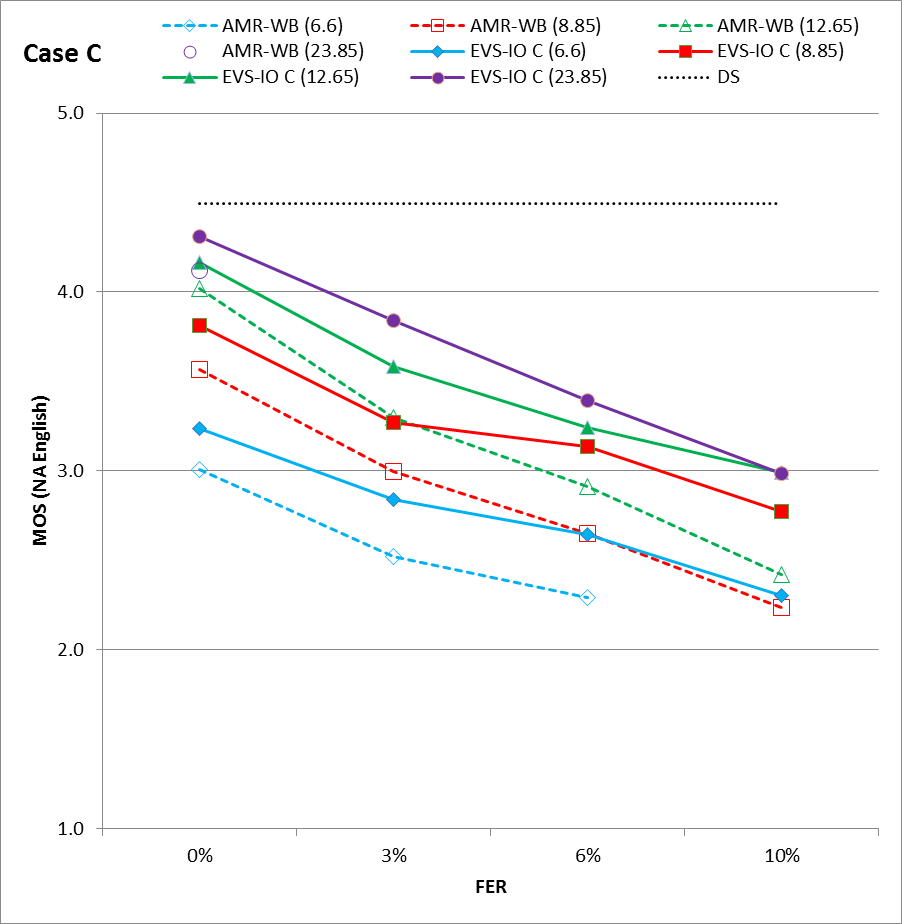 Case C
AMR-WB (6.6) AMR-WB (8.85) AMR-WB (12.65)
AMR-WB (23.85) EVS-IO C (6.6) EVS-IO C (8.85)
EVS-IO C (12.65) EVS-IO C (23.85) DS
5.0
4.0
3.0
2.0
1.0
MOS (NA English)
0% 3% 6% 10%
FER